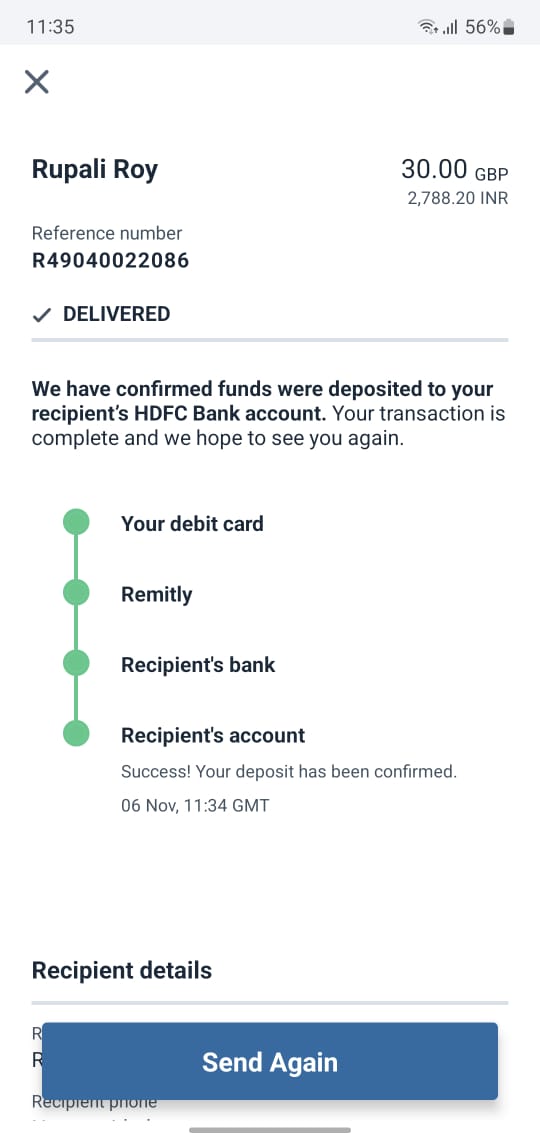 11:35
56%
Rupali Roy
30.00 GBP
2,788.20 INR
Reference number
R49040022086
DELIVERED
We have confirmed funds were deposited to your
recipient’s HDFC Bank account. Your transaction is
complete and we hope to see you again.
Your debit card
Remitly
Recipient's bank
Recipient's account
Success! Your deposit has been confirmed.
06 Nov, 11:34 GMT
Recipient details
Send Again
Recipient phone